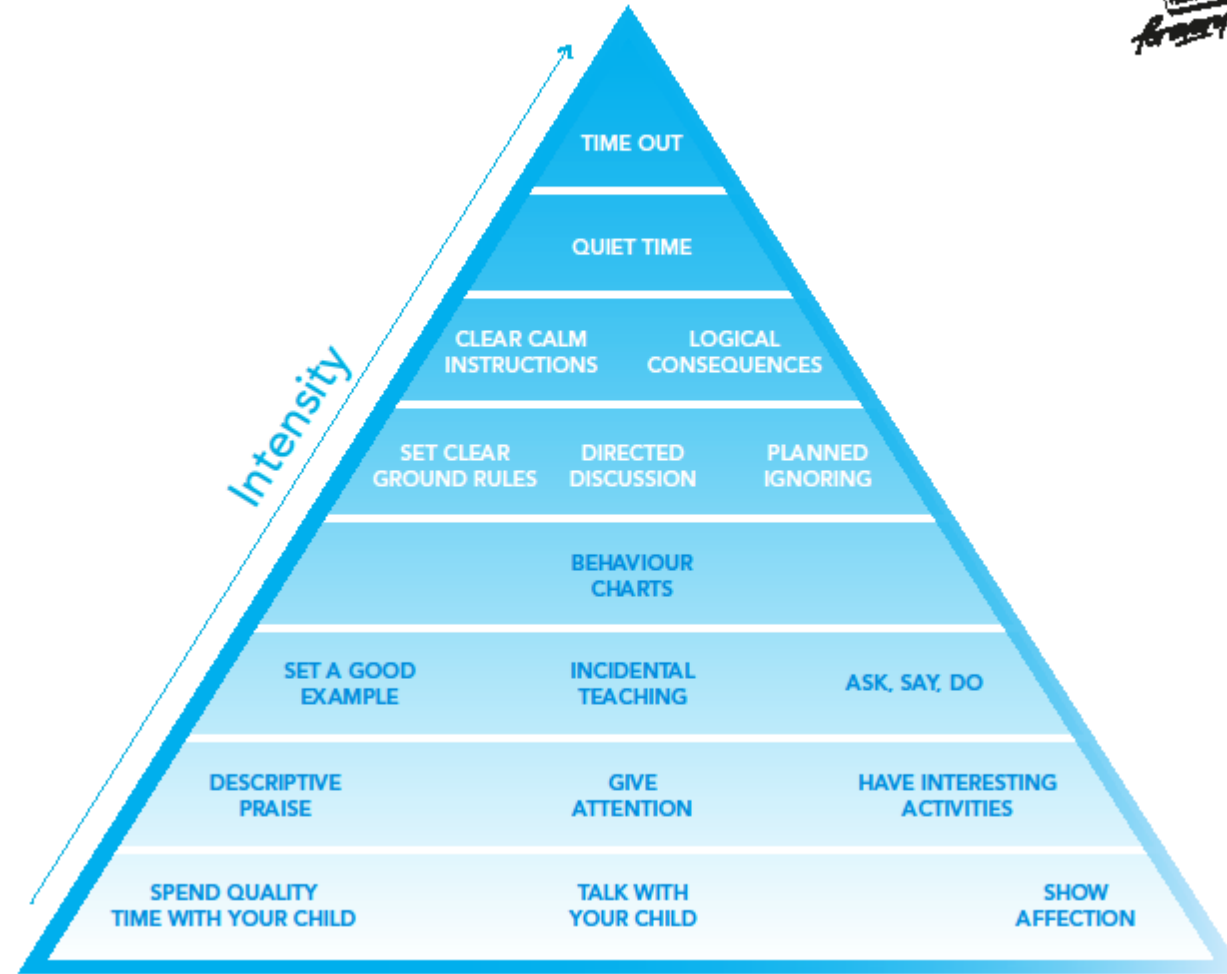 TIME OUT
QUIET TIME
CLEAR CALM
INSTRUCTIONS
LOGICAL
CONSEQUENCES
Intensity
SET CLEAR
GROUND RULES
DIRECTED
DISCUSSION
PLANNED
IGNORING
BEHAVIOUR
CHARTS
SET A GOOD
EXAMPLE
INCIDENTAL
TEACHING
ASK, SAY, DO
DESCRIPTIVE
PRAISE
GIVE
ATTENTION
HAVE INTERESTING
ACTIVITIES
SPEND QUALITY
TIME WITH YOUR CHILD
TALK WITH
YOUR CHILD
SHOW
AFFECTION